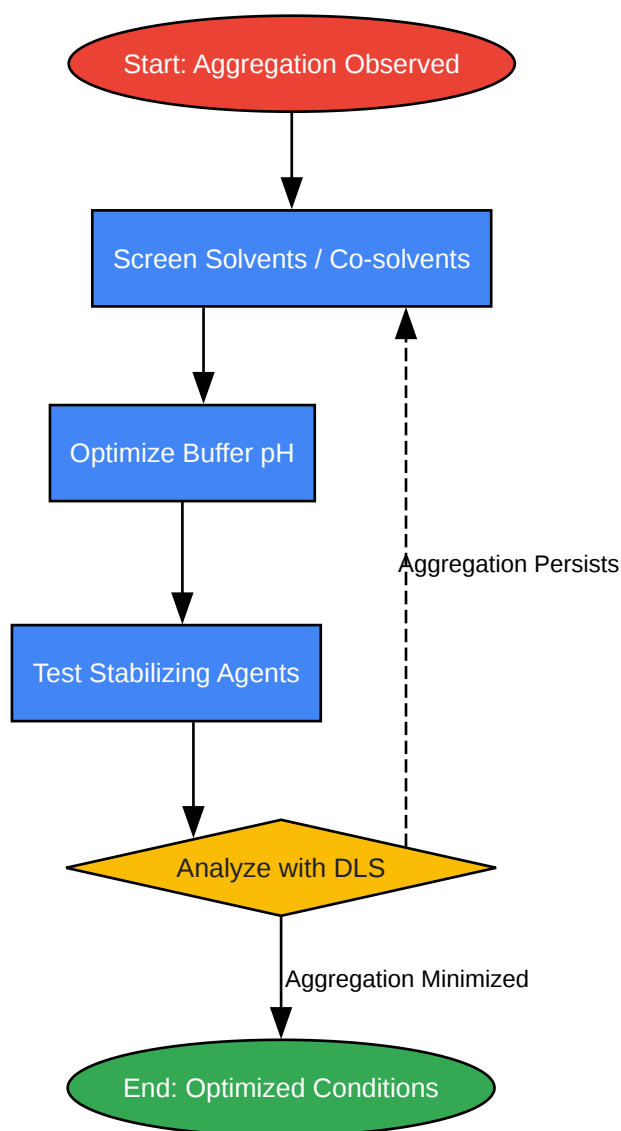 Start: Aggregation Observed
Screen Solvents / Co-solvents
Optimize Buffer pH
Aggregation Persists
Test Stabilizing Agents
Analyze with DLS
Aggregation Minimized
End: Optimized Conditions